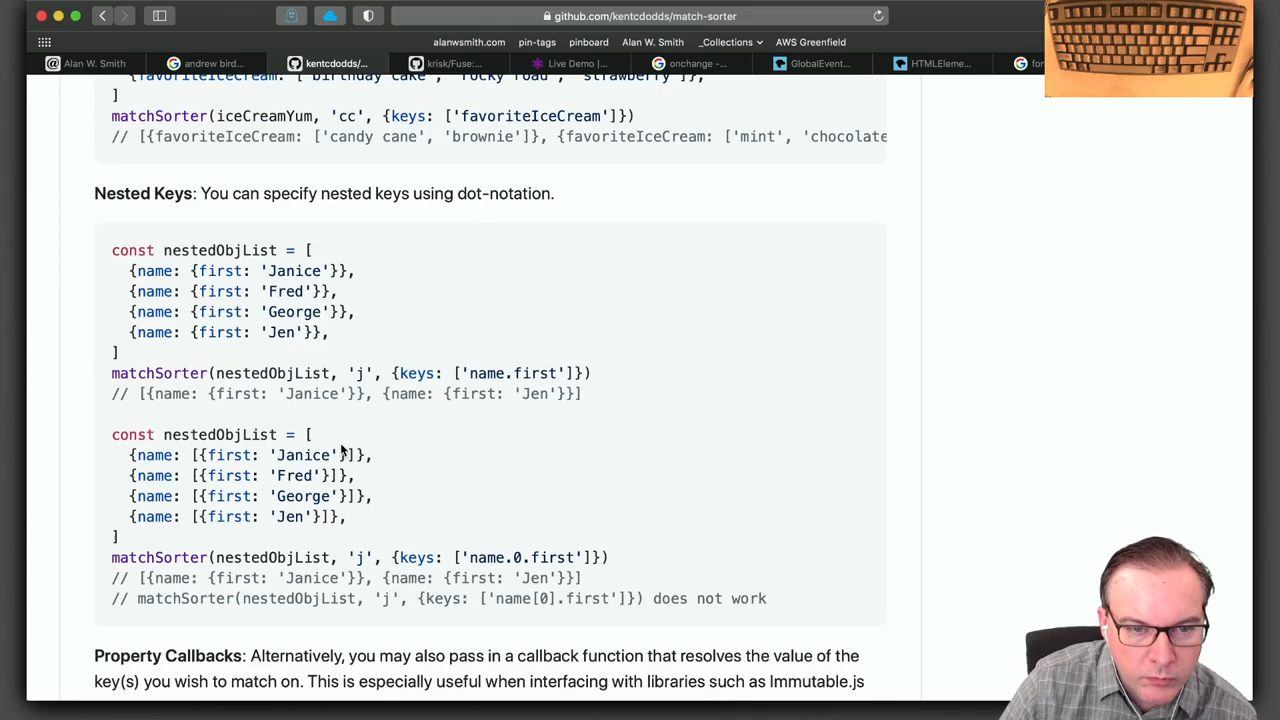 github.com/kentcdodds/match-sorter
alanwsmith.com pin-tags pinboard Alan W. Smith _Collections AWS Greenfield
Alan W. Smith andrew bird... kentcdodds/... krisk/Fuse:... Live Demo |... onchange -... GlobalEvent... HTMLEleme...
{favoriteIceCream: ['birthday cake', 'rocky road', 'strawberry']},
]
matchSorter(iceCreamYum, 'cc', {keys: ['favoriteIceCream']})
// [{favoriteIceCream: ['candy cane', 'brownie']}, {favoriteIceCream: ['mint', 'chocolate
Nested Keys: You can specify nested keys using dot-notation.
const nestedObjList = [
{name: {first: 'Janice'}},
{name: {first: 'Fred'}},
{name: {first: 'George'}},
{name: {first: 'Jen'}},
]
matchSorter(nestedObjList, 'j', {keys: ['name.first']})
// [{name: {first: 'Janice'}}, {name: {first: 'Jen'}}]
const nestedObjList = [
{name: [{first: 'Janice'}]},
{name: [{first: 'Fred'}]},
{name: [{first: 'George'}]},
{name: [{first: 'Jen'}]},
]
matchSorter(nestedObjList, 'j', {keys: ['name.0.first']})
// [{name: {first: 'Janice'}}, {name: {first: 'Jen'}}]
// matchSorter(nestedObjList, 'j', {keys: ['name[0].first']}) does not work
Property Callbacks: Alternatively, you may also pass in a callback function that resolves the value of the
key(s) you wish to match on. This is especially useful when interfacing with libraries such as Immutable.js